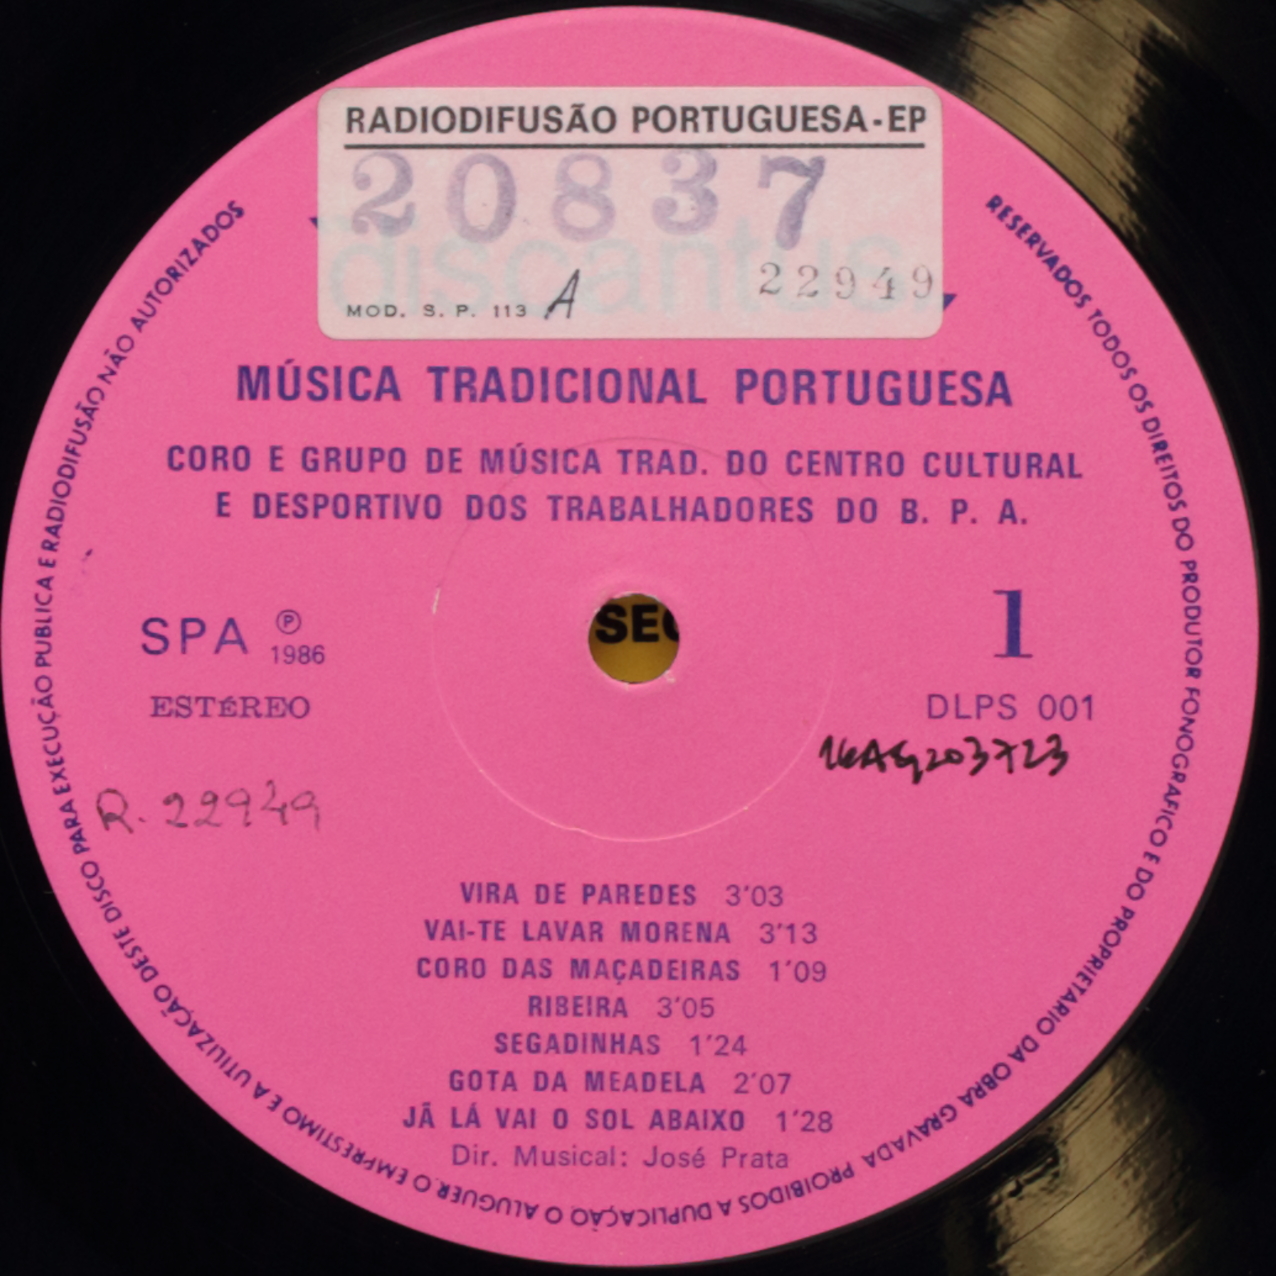 RADIODIFUSÃO PORTUGUESA-EP
20837
discantus
22949
MOD. S. P. 113 A
MÚSICA TRADICIONAL PORTUGUESA
CORO E GRUPO DE MÚSICA TRAD. DO CENTRO CULTURAL
E DESPORTIVO DOS TRABALHADORES DO B. P. A.
SPA ℗
1986
ESTÉREO
1
DLPS 001
R. 22949
VIRA DE PAREDES 3'03
VAI-TE LAVAR MORENA 3'13
CORO DAS MAÇADEIRAS 1'09
RIBEIRA 3'05
SEGADINHAS 1'24
GOTA DA MEADELA 2'07
JÃ LÁ VAI O SOL ABAIXO 1'28
Dir. Musical: José Prata
RESERVADOS TODOS OS DIREITOS DO PRODUTOR FONOGRAFICO E DO PROPRIETARIO DA OBRA GRAVADA PROIBIDOS A DUPLICAÇÃO O ALUGUER, O EMPRESTIMO E A UTILIZAÇÃO DESTE DISCO PARA EXECUÇÃO PUBLICA E RADIODIFUSÃO NÃO AUTORIZADOS